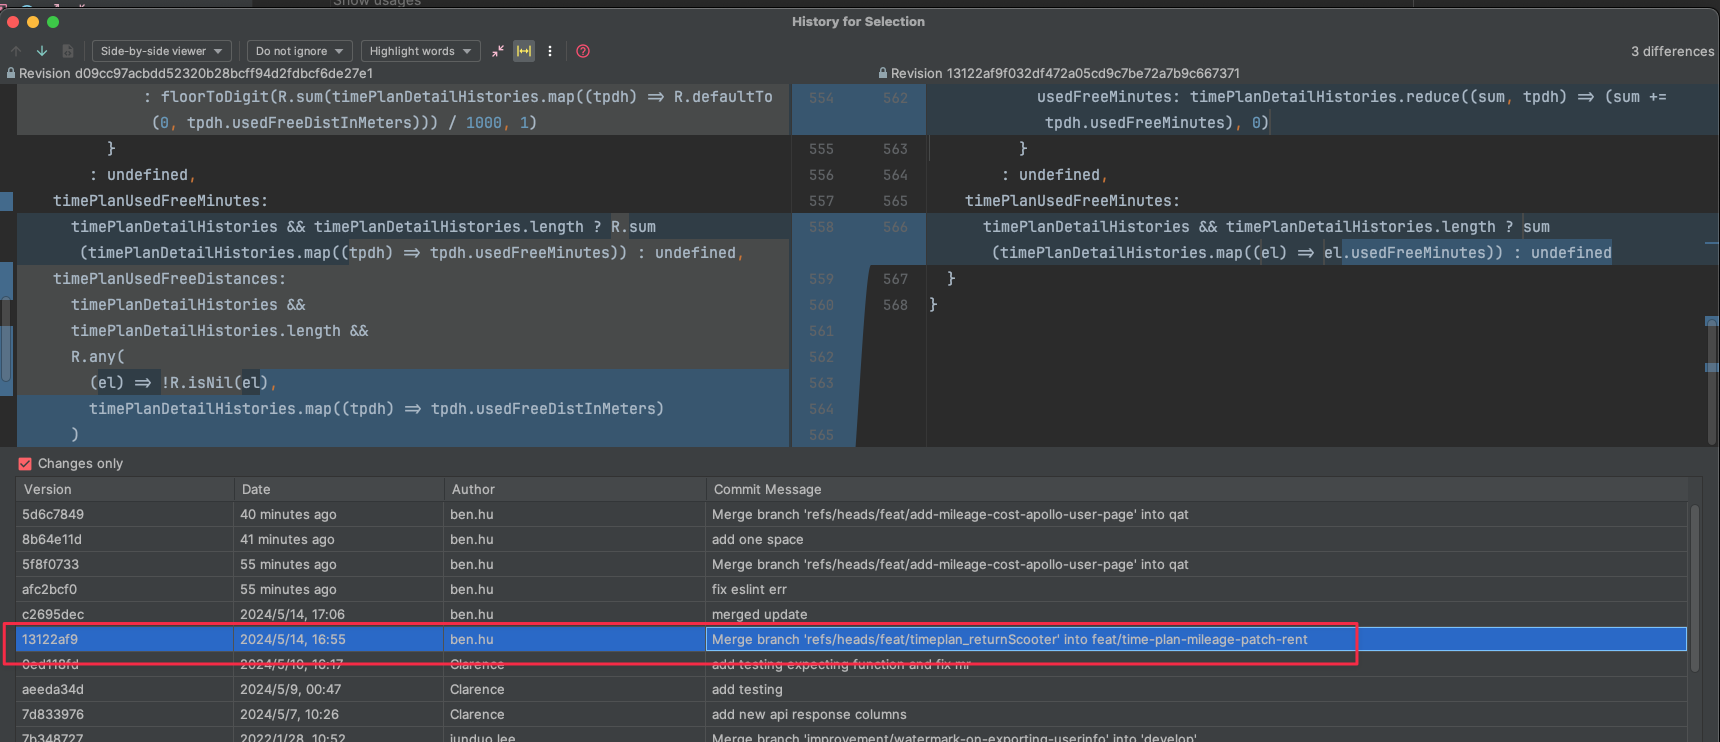 Show usages
History for Selection
Side-by-side viewer
Do not ignore
Highlight words
3 differences
Revision d09cc97acbdd52320b28bcff94d2fdbcf6de27e1
Revision 13122af9f032df472a05cd9c7be72a7b9c667371
: floorToDigit(R.sum(timePlanDetailHistories.map((tpdh) => R.defaultTo
(0, tpdh.usedFreeDistInMeters))) / 1000, 1)
}
: undefined,
timePlanUsedFreeMinutes:
timePlanDetailHistories && timePlanDetailHistories.length ? R.sum
(timePlanDetailHistories.map((tpdh) => tpdh.usedFreeMinutes)) : undefined,
timePlanUsedFreeDistances:
timePlanDetailHistories &&
timePlanDetailHistories.length &&
R.any(
(el) => !R.isNil(el),
timePlanDetailHistories.map((tpdh) => tpdh.usedFreeDistInMeters)
)
554 562
555 563
556 564
557 565
558 566
559 567
560 568
561
562
563
564
565
usedFreeMinutes: timePlanDetailHistories.reduce((sum, tpdh) => (sum +=
tpdh.usedFreeMinutes), 0)
}
: undefined,
timePlanUsedFreeMinutes:
timePlanDetailHistories && timePlanDetailHistories.length ? sum
(timePlanDetailHistories.map((el) => el.usedFreeMinutes)) : undefined
}
}
Changes only
Version Date Author Commit Message
5d6c7849 40 minutes ago ben.hu Merge branch 'refs/heads/feat/add-mileage-cost-apollo-user-page' into qat
8b64e11d 41 minutes ago ben.hu add one space
5f8f0733 55 minutes ago ben.hu Merge branch 'refs/heads/feat/add-mileage-cost-apollo-user-page' into qat
afc2bcf0 55 minutes ago ben.hu fix eslint err
c2695dec 2024/5/14, 17:06 ben.hu merged update
13122af9 2024/5/14, 16:55 ben.hu Merge branch 'refs/heads/feat/timeplan_returnScooter' into feat/time-plan-mileage-patch-rent
0ed118fd 2024/5/10, 16:17 Clarence add testing expecting function and fix mr
aeeda34d 2024/5/9, 00:47 Clarence add testing
7d833976 2024/5/7, 10:26 Clarence add new api response columns
7b348727 2022/1/28, 10:52 junduo.lee Merge branch 'improvement/watermark-on-exporting-userinfo' into 'develop'